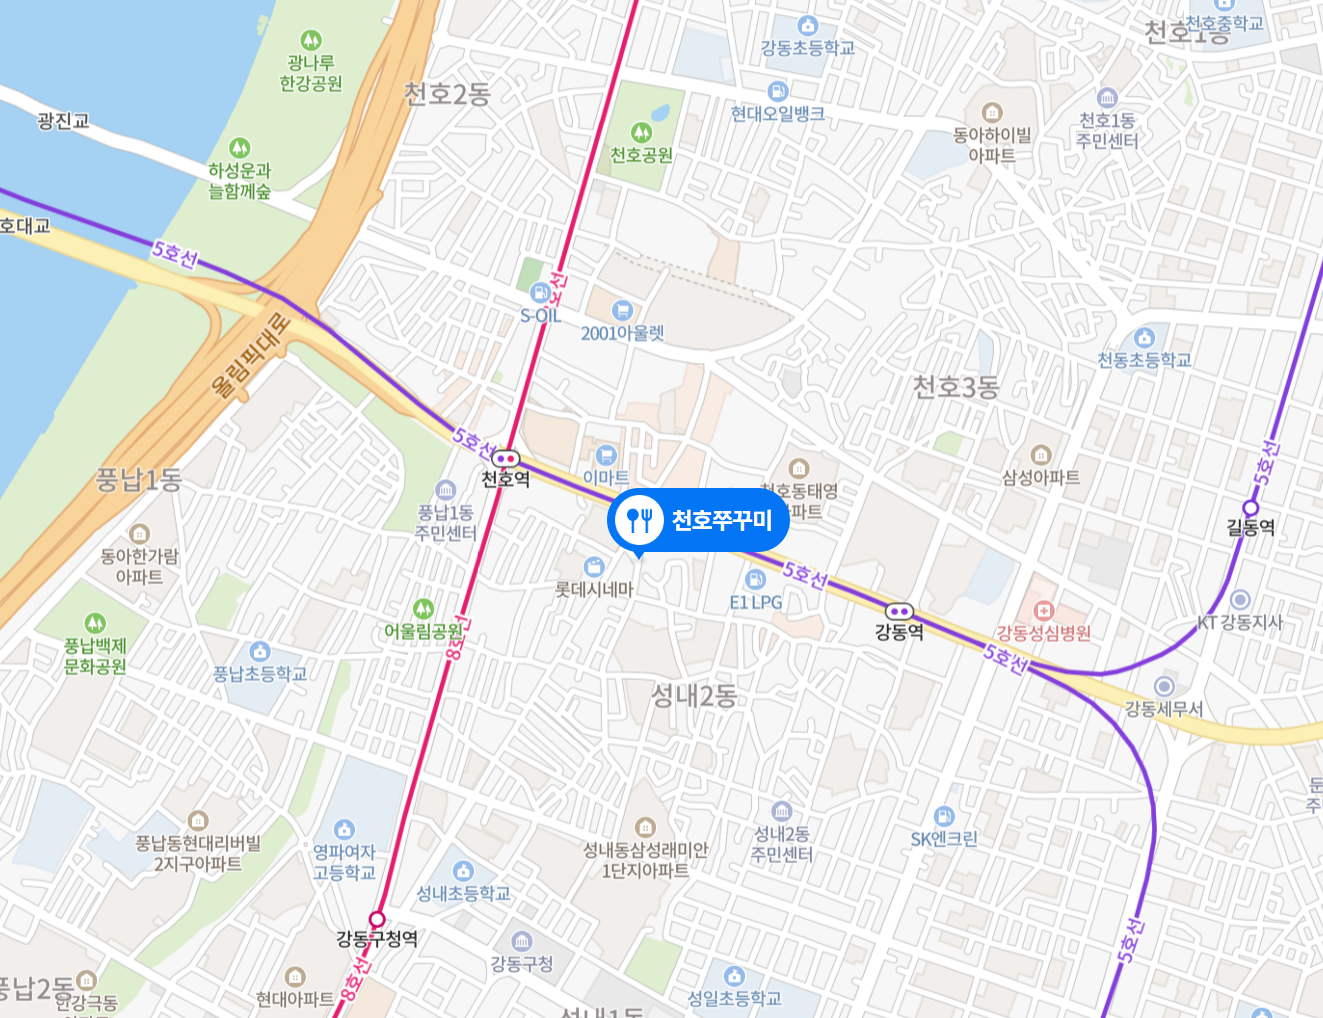 천호중학교
천호1동
강동초등학교
광나루
한강공원
천호2동
현대오일뱅크
광진교
천호1동
주민센터
동아하이빌
아파트
천호공원
하성운과
늘함께숲
호대교
5호선
S-OIL
2001아울렛
올림픽대로
천동초등학교
천호3동
5호선
천호역
이마트
풍납1동
천호동태영
삼성아파트
5호선
풍납1동
주민센터
천호쭈꾸미
길동역
동아한가람
아파트
롯데시네마
5호선
E1 LPG
강동역
강동성심병원
KT 강동지사
어울림공원
8호선
풍납백제
문화공원
풍납초등학교
5호선
성내2동
강동세무서
풍납동현대리버빌
2지구아파트
영파여자
고등학교
성내동삼성래미안
1단지아파트
성내2동
주민센터
SK엔크린
성내초등학교
강동구청역
강동구청
5호선
8호선
풍납2동
한강극동
현대아파트
성일초등학교
성내1동